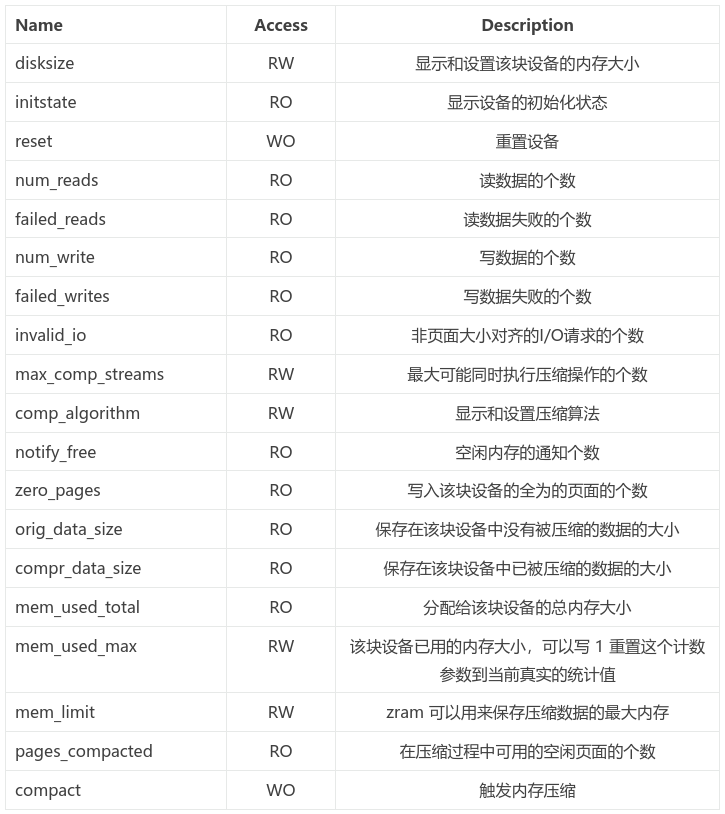 Name Access Description
disksize RW 显示和设置该块设备的内存大小
initstate RO 显示设备的初始化状态
reset WO 重置设备
num_reads RO 读数据的个数
failed_reads RO 读数据失败的个数
num_write RO 写数据的个数
failed_writes RO 写数据失败的个数
invalid_io RO 非页面大小对齐的I/O请求的个数
max_comp_streams RW 最大可能同时执行压缩操作的个数
comp_algorithm RW 显示和设置压缩算法
notify_free RO 空闲内存的通知个数
zero_pages RO 写入该块设备的全为的页面的个数
orig_data_size RO 保存在该块设备中没有被压缩的数据的大小
compr_data_size RO 保存在该块设备中已被压缩的数据的大小
mem_used_total RO 分配给该块设备的总内存大小
mem_used_max RW 该块设备已用的内存大小，可以写 1 重置这个计数
参数到当前真实的统计值
mem_limit RW zram 可以用来保存压缩数据的最大内存
pages_compacted RO 在压缩过程中可用的空闲页面的个数
compact WO 触发内存压缩